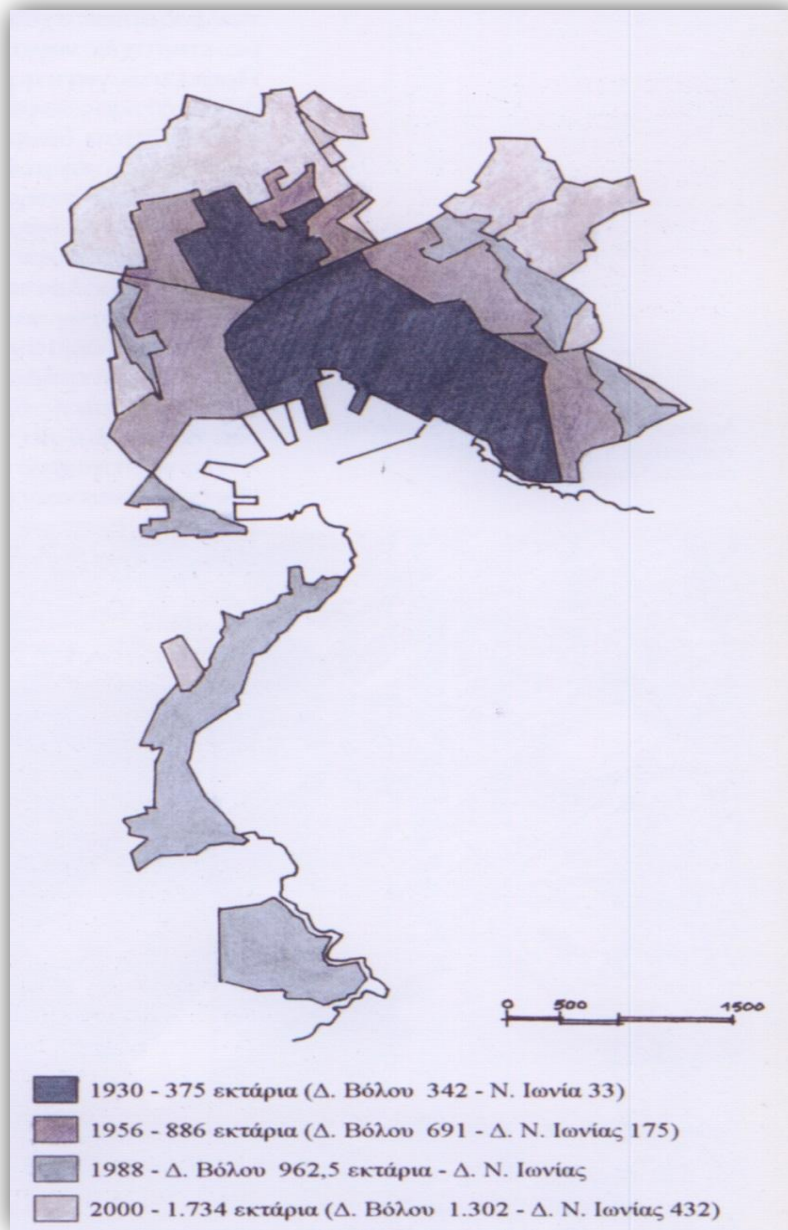 0 500 1500
1930 - 375 εκτάρια (Δ. Βόλου 342 - Ν. Ιωνία 33)
1956 - 886 εκτάρια (Δ. Βόλου 691 - Δ. Ν. Ιωνίας 175)
1988 - Δ. Βόλου 962,5 εκτάρια - Δ. Ν. Ιωνίας
2000 - 1.734 εκτάρια (Δ. Βόλου 1.302 - Δ. Ν. Ιωνίας 432)